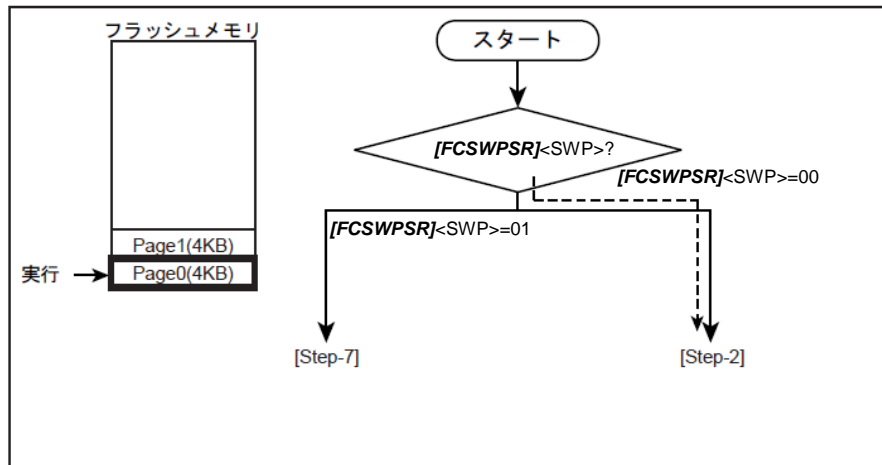 フラッシュメモリ
Page1(4KB)
実行
Page0(4KB)
スタート
[FCSWPSR]<SWP>?
[FCSWPSR]<SWP>=00
[FCSWPSR]<SWP>=01
[Step-7]
[Step-2]